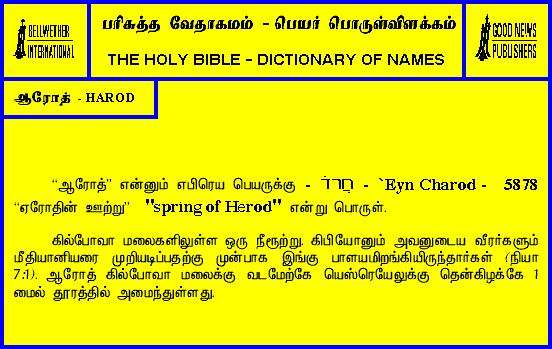 BELLWETHER
INTERNATIONAL
பரிசுத்த வேதாகமம் - பெயர் பொருள்விளக்கம்
THE HOLY BIBLE - DICTIONARY OF NAMES
GOOD NEWS
PUBLISHERS
ஆரோத் - HAROD
“ஆரோத்” என்னும் எபிரெய பெயருக்கு - חֲרֹד - `Eyn Charod - 5878
“ஏரோதின் ஊற்று” "spring of Herod" என்று பொருள்.
கில்போவா மலைகளிலுள்ள ஒரு நீரூற்று. கிபியோனும் அவனுடைய வீரர்களும்
மீதியானியரை முறியடிப்பதற்கு முன்பாக இங்கு பாளயமிறங்கியிருந்தார்கள் (நியா
7:1). ஆரோத் கில்போவா மலைக்கு வடமேற்கே யெஸ்ரெயேலுக்கு தென்கிழக்கே 1
மைல் தூரத்தில் அமைந்துள்ளது.